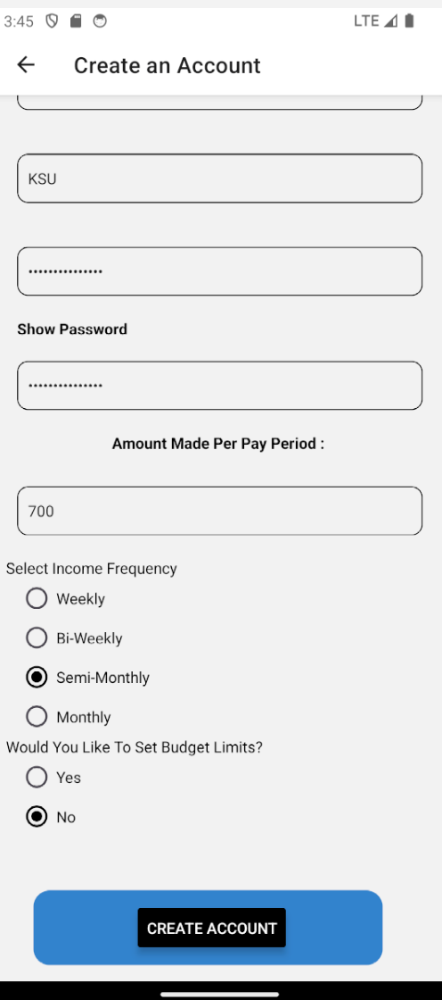 3:45 LTE
Create an Account
KSU
•••••••••••••••
Show Password
•••••••••••••••
Amount Made Per Pay Period :
700
Select Income Frequency
Weekly
Bi-Weekly
Semi-Monthly
Monthly
Would You Like To Set Budget Limits?
Yes
No
CREATE ACCOUNT